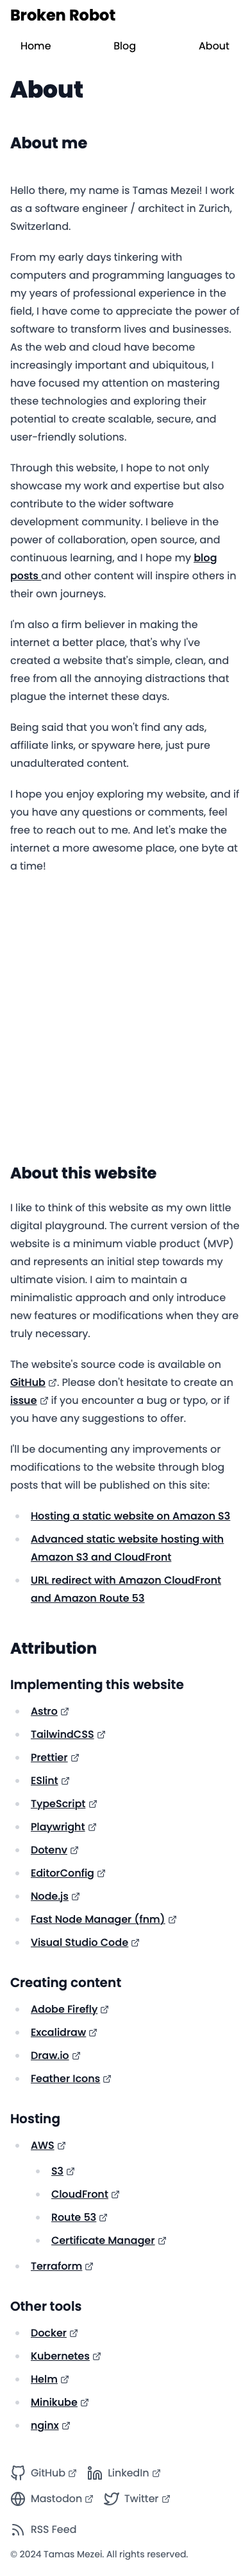 Broken Robot
Home Blog About
About
About me
Hello there, my name is Tamas Mezei! I work
as a software engineer / architect in Zurich,
Switzerland.
From my early days tinkering with
computers and programming languages to
my years of professional experience in the
field, I have come to appreciate the power of
software to transform lives and businesses.
As the web and cloud have become
increasingly important and ubiquitous, I
have focused my attention on mastering
these technologies and exploring their
potential to create scalable, secure, and
user-friendly solutions.
Through this website, I hope to not only
showcase my work and expertise but also
contribute to the wider software
development community. I believe in the
power of collaboration, open source, and
continuous learning, and I hope my blog
posts and other content will inspire others in
their own journeys.
I'm also a firm believer in making the
internet a better place, that's why I've
created a website that's simple, clean, and
free from all the annoying distractions that
plague the internet these days.
Being said that you won't find any ads,
affiliate links, or spyware here, just pure
unadulterated content.
I hope you enjoy exploring my website, and if
you have any questions or comments, feel
free to reach out to me. And let's make the
internet a more awesome place, one byte at
a time!
About this website
I like to think of this website as my own little
digital playground. The current version of the
website is a minimum viable product (MVP)
and represents an initial step towards my
ultimate vision. I aim to maintain a
minimalistic approach and only introduce
new features or modifications when they are
truly necessary.
The website's source code is available on
GitHub. Please don't hesitate to create an
issue if you encounter a bug or typo, or if
you have any suggestions to offer.
I'll be documenting any improvements or
modifications to the website through blog
posts that will be published on this site:
Hosting a static website on Amazon S3
Advanced static website hosting with
Amazon S3 and CloudFront
URL redirect with Amazon CloudFront
and Amazon Route 53
Attribution
Implementing this website
Astro
TailwindCSS
Prettier
ESlint
TypeScript
Playwright
Dotenv
EditorConfig
Node.js
Fast Node Manager (fnm)
Visual Studio Code
Creating content
Adobe Firefly
Excalidraw
Draw.io
Feather Icons
Hosting
AWS
S3
CloudFront
Route 53
Certificate Manager
Terraform
Other tools
Docker
Kubernetes
Helm
Minikube
nginx
GitHub LinkedIn
Mastodon Twitter
RSS Feed
© 2024 Tamas Mezei. All rights reserved.